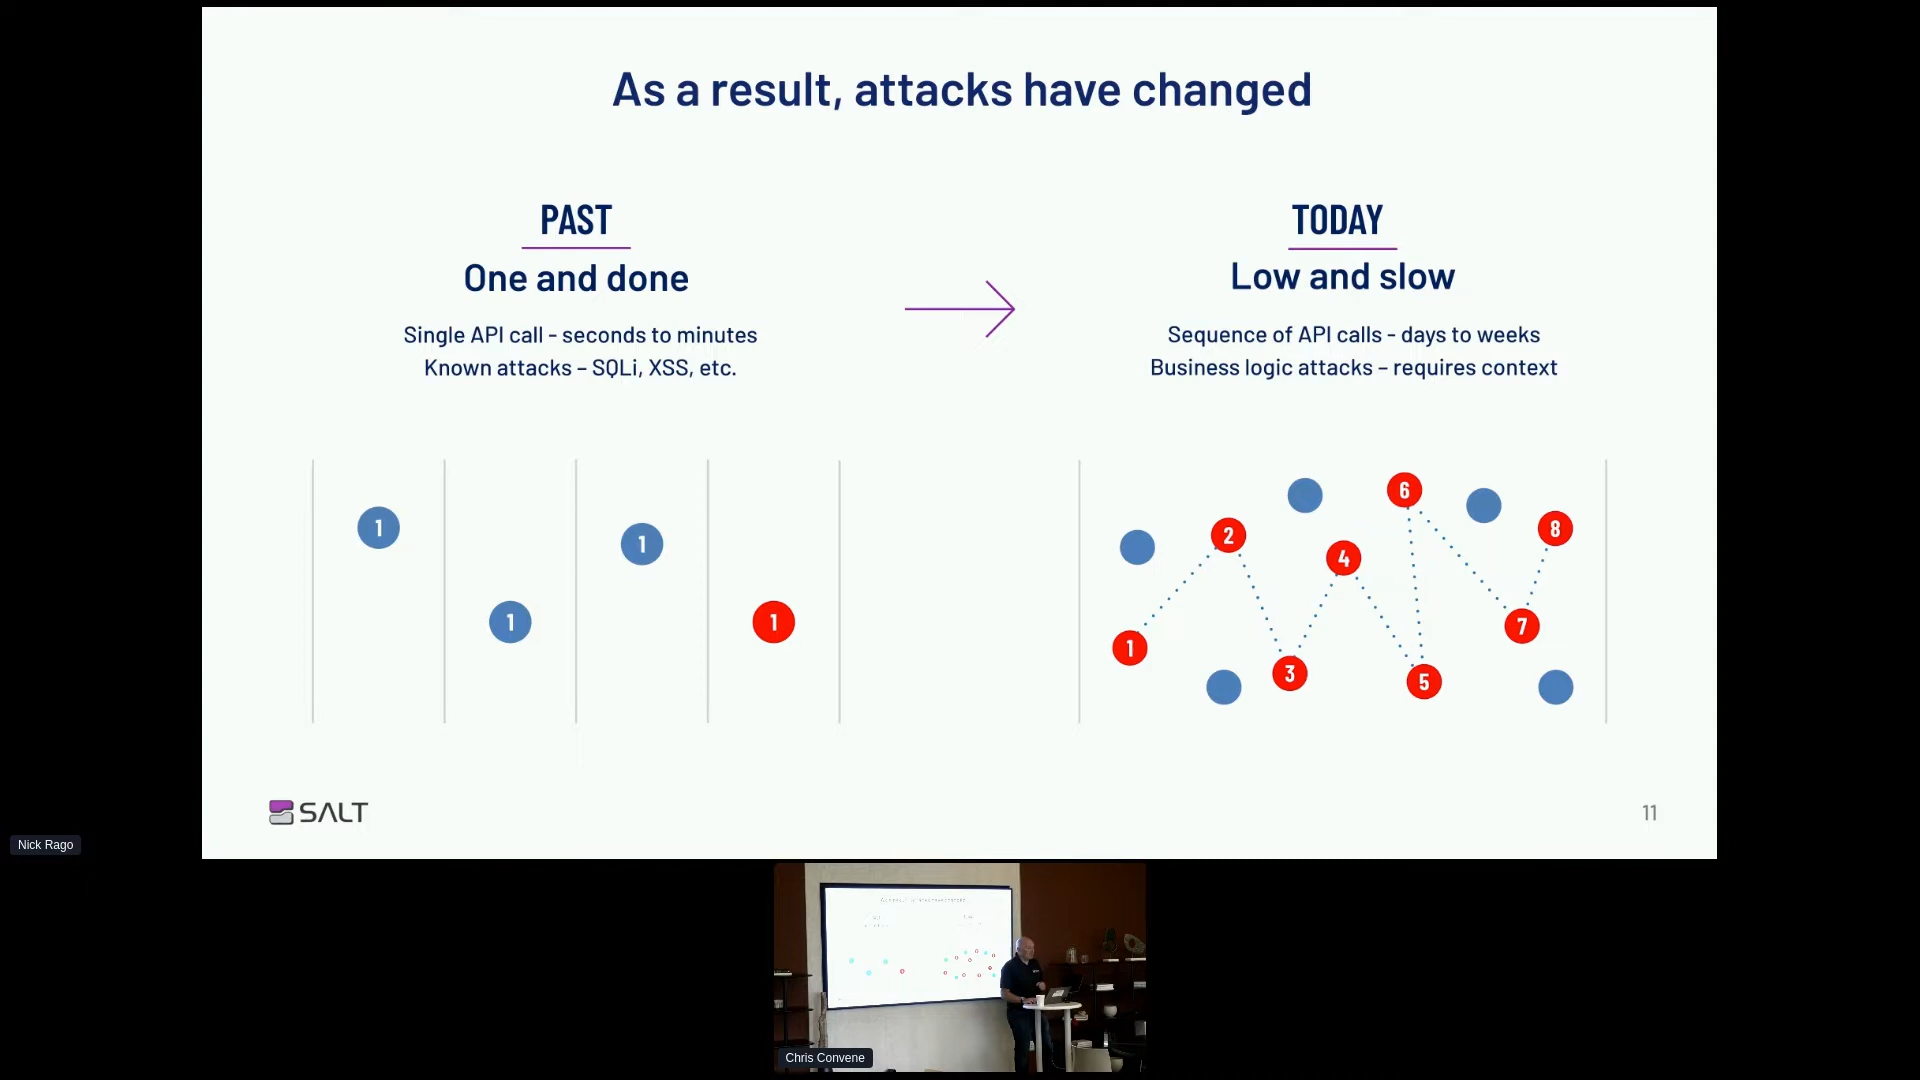 As a result, attacks have changed
PAST
One and done
Single API call - seconds to minutes
Known attacks – SQLi, XSS, etc.
TODAY
Low and slow
Sequence of API calls - days to weeks
Business logic attacks – requires context
1
1
1
1
1
2
3
4
5
6
7
8
SALT
11
Nick Rago
Chris Convene